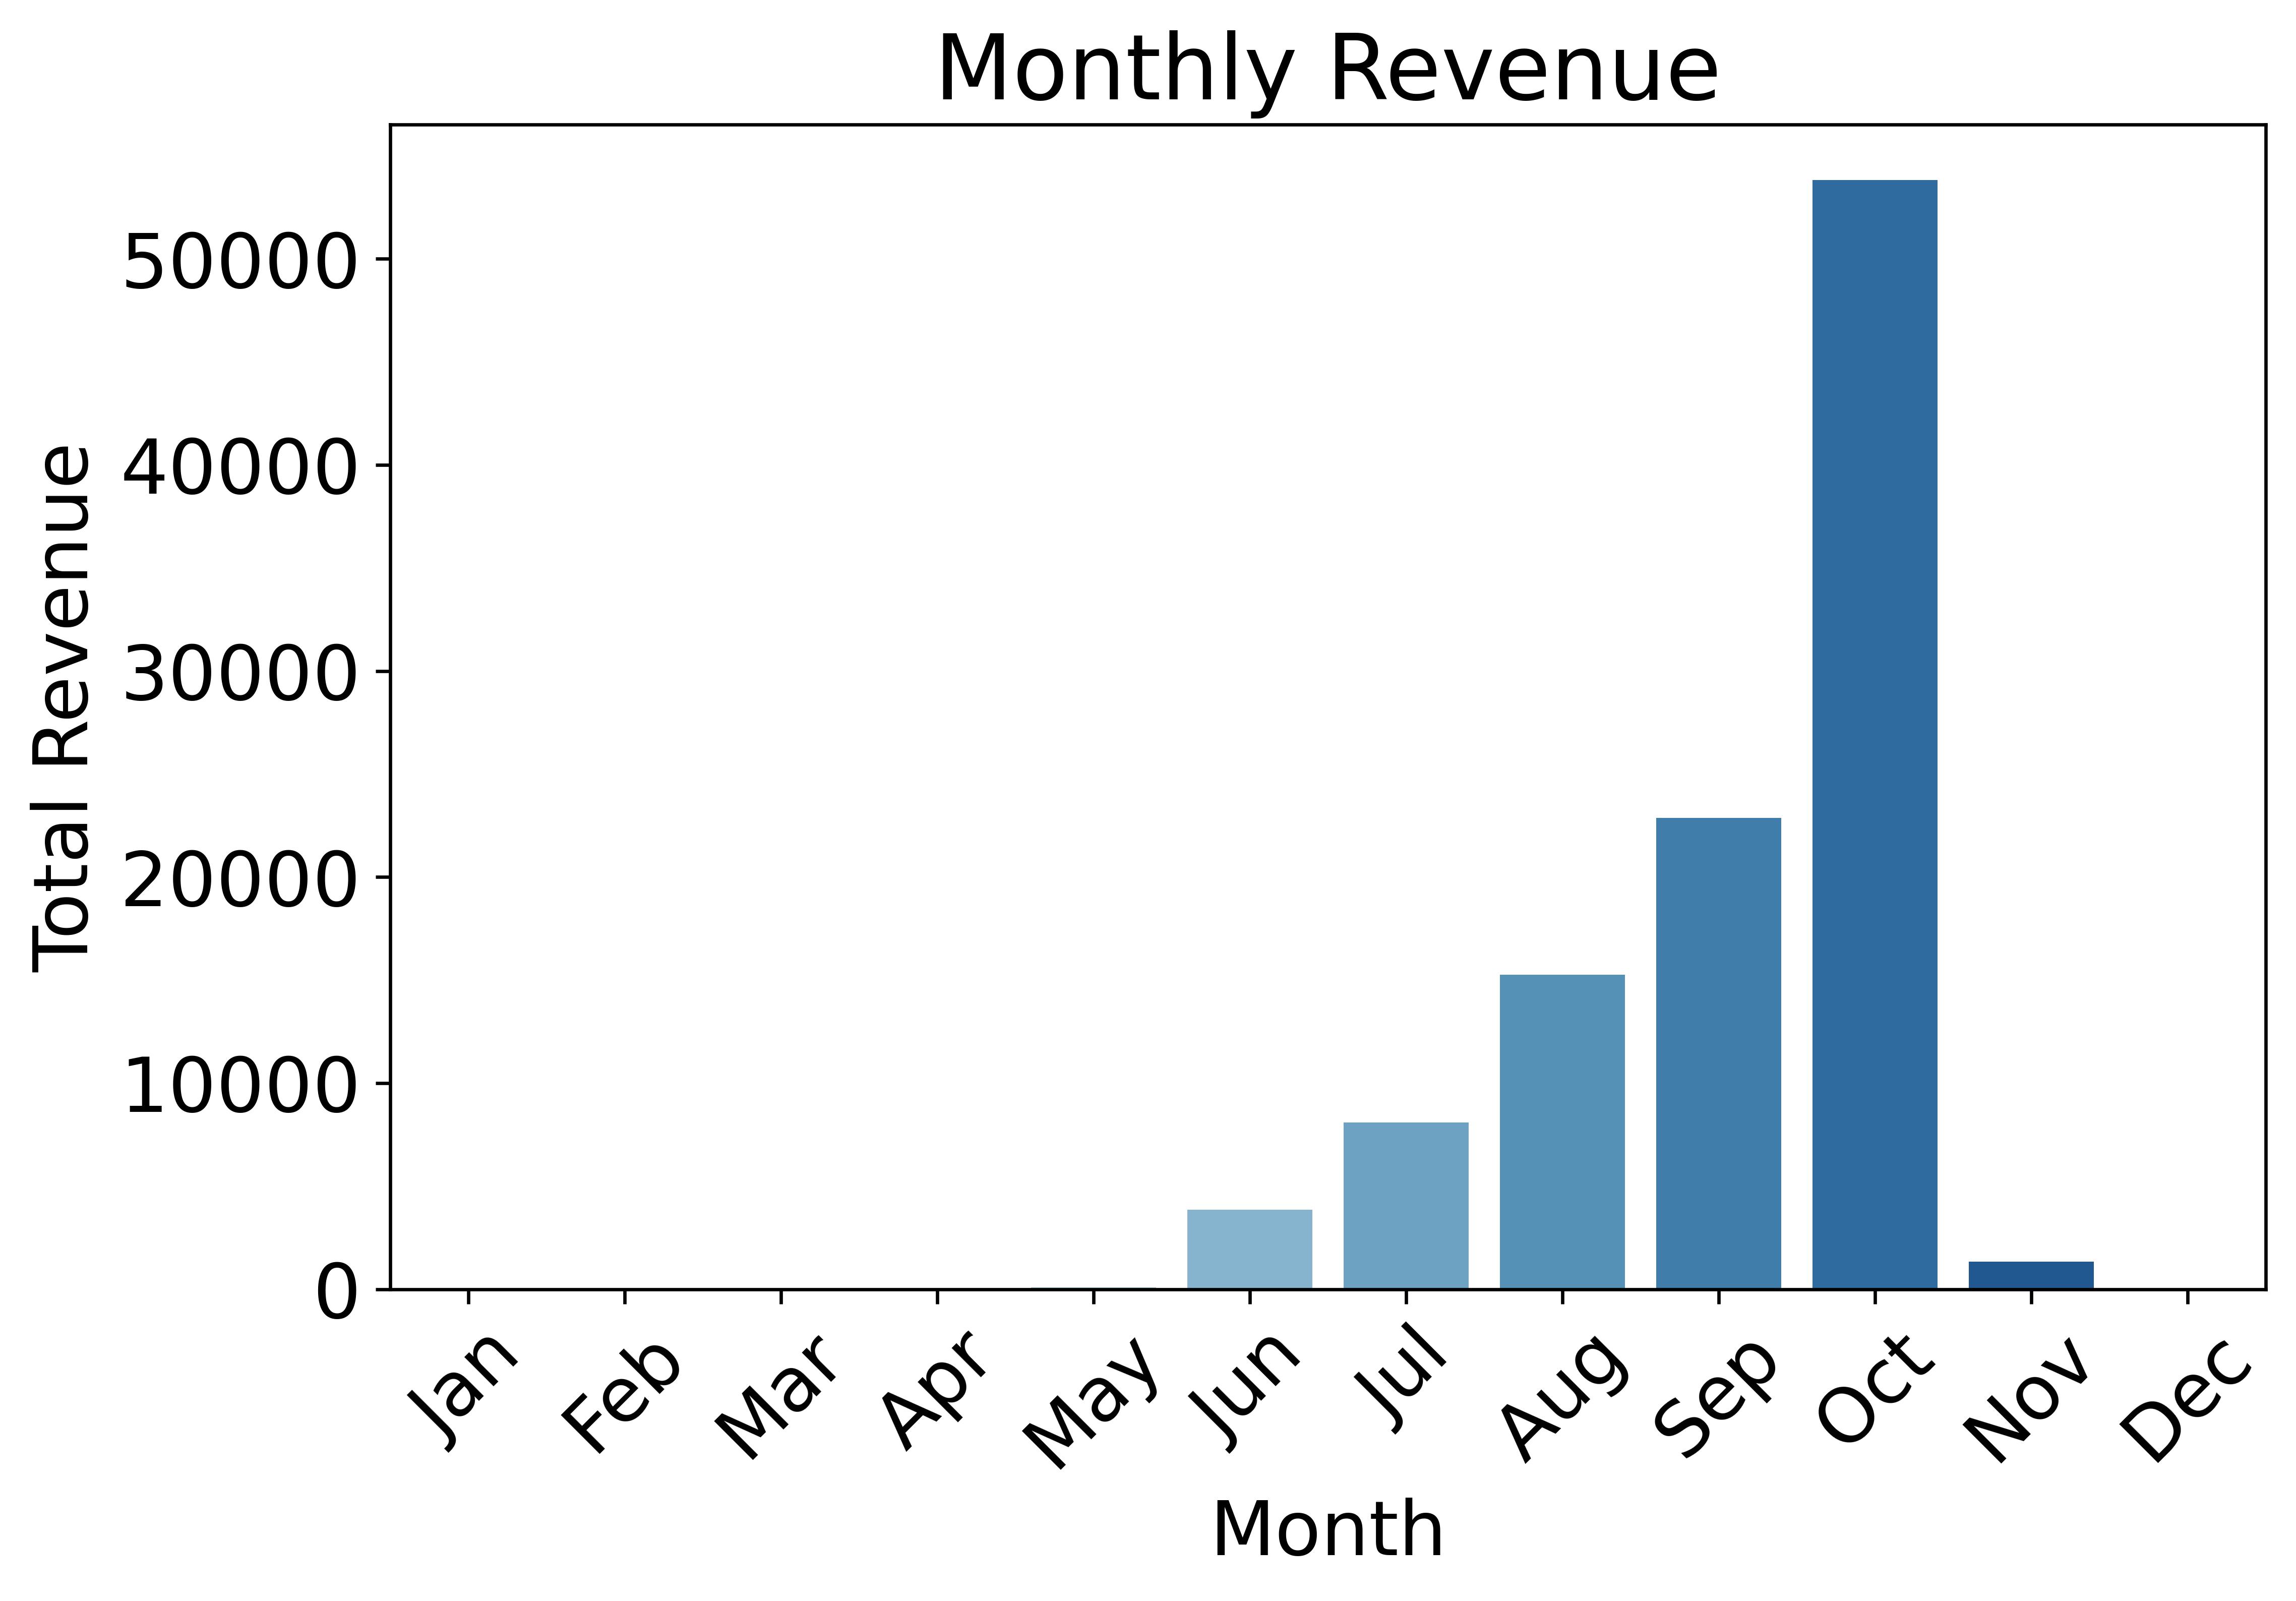 Monthly Revenue
Total Revenue
50000
40000
30000
20000
10000
0
Jan Feb Mar Apr May Jun Jul Aug Sep Oct Nov Dec
Month